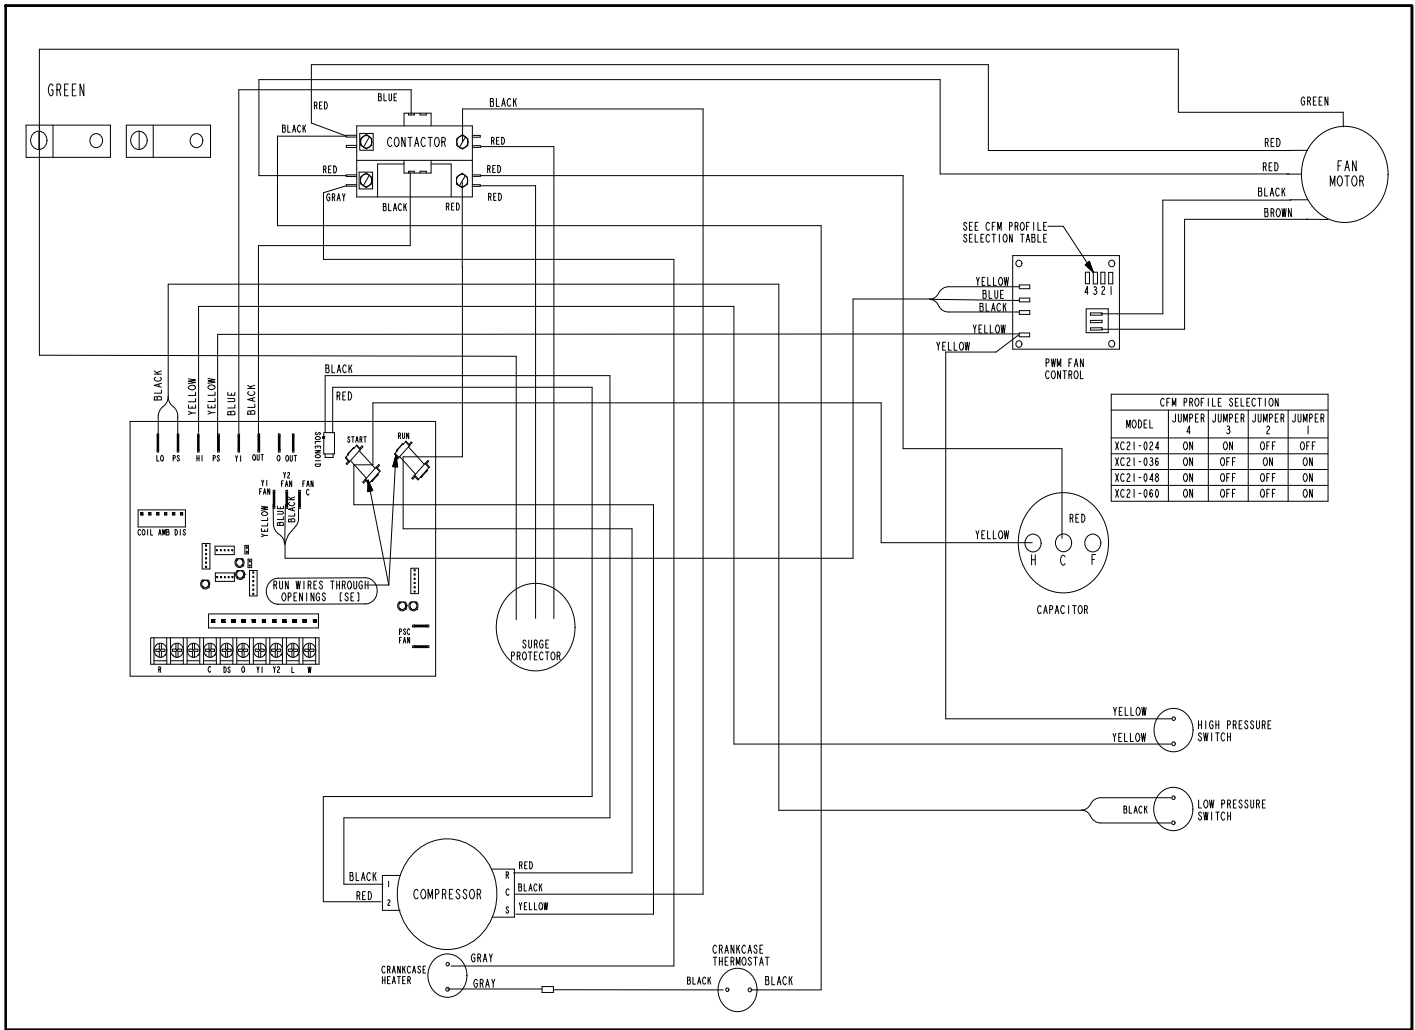 GREEN
GREEN
RED
BLUE
BLACK
BLACK
CONTACTOR
RED
RED
RED
RED
GRAY
BLACK
RED
RED
RED
BLACK
BROWN
FAN
MOTOR
SEE CFM PROFILE
SELECTION TABLE
4 3 2 1
YELLOW
BLUE
BLACK
YELLOW
YELLOW
PWM FAN
CONTROL
BLACK
YELLOW
YELLOW
BLUE
BLACK
BLACK
RED
CFM PROFILE SELECTION
MODEL JUMPER 4 JUMPER 3 JUMPER 2 JUMPER 1
XC21-024 ON ON OFF OFF
XC21-036 ON OFF ON ON
XC21-048 ON OFF OFF ON
XC21-060 ON OFF OFF ON
LO PS HI PS Y1 OUT O OUT
SOLENOID
START
RUN
Y1
FAN
Y2
FAN
FAN
C
YELLOW
BLUE
BLACK
COIL AMB DIS
RUN WIRES THROUGH
OPENINGS [SE]
PSC
FAN
R C DS O Y1 Y2 L W
SURGE
PROTECTOR
YELLOW
RED
H C F
CAPACITOR
YELLOW
YELLOW
HIGH PRESSURE
SWITCH
BLACK
LOW PRESSURE
SWITCH
BLACK
RED
1
2
COMPRESSOR
R
C
S
RED
BLACK
YELLOW
CRANKCASE
HEATER
GRAY
GRAY
CRANKCASE
THERMOSTAT
BLACK
BLACK